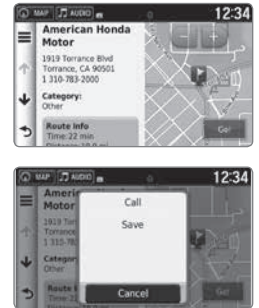 MAP AUDIO 12:34
American Honda
Motor
1919 Torrance Blvd
Torrance, CA 90501
1 310-783-2000
Category:
Other
Route info
Time: 22 min
Go!
MAP AUDIO 12:34
Motor
Call
Save
Cancel